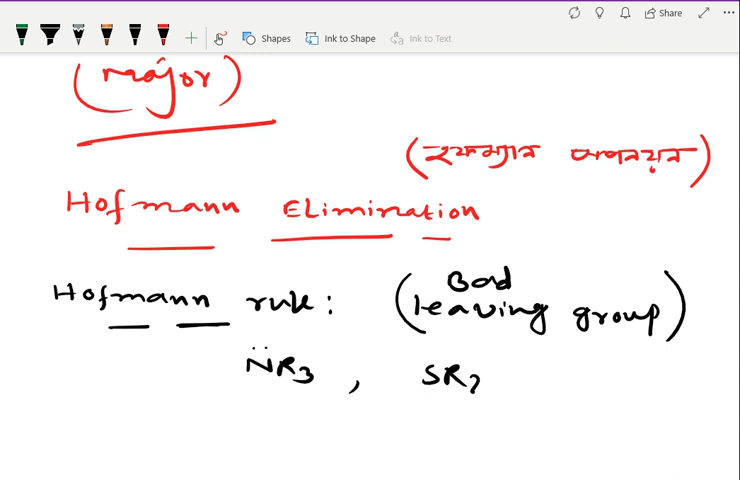 Share
Shapes Ink to Shape Ink to Text
(major)
(হফম্যান অপনয়ন)
Hofmann Elimination
Hofmann rule: (Bad leaving group)
N̈R3, SR2